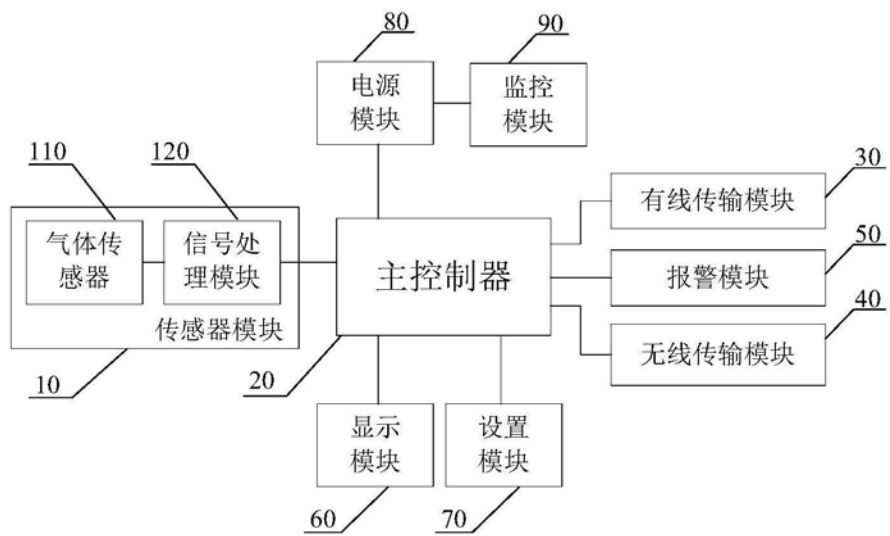 80
90
电源
模块
监控
模块
110
120
30
有线传输模块
气体传
感器
信号处
理模块
传感器模块
主控制器
50
报警模块
40
无线传输模块
10
20
显示
模块
设置
模块
60
70